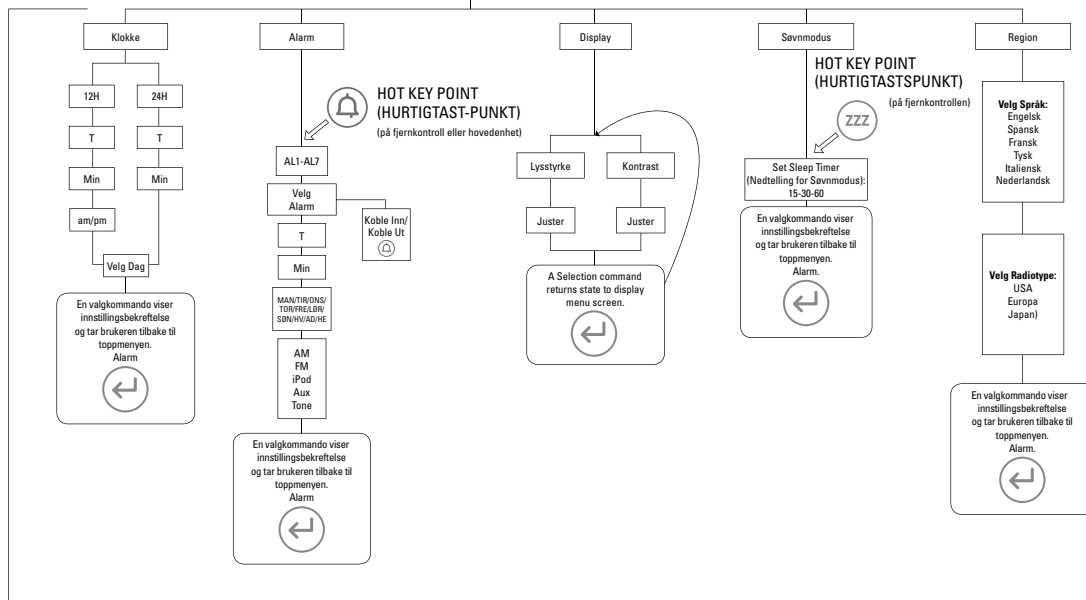 Klokke
12H
24H
T
T
Min
Min
am/pm
Velg Dag
En valgkommando viser
innstillingsbekreftelse
og tar brukeren tilbake til
toppmenyen.
Alarm
Alarm
HOT KEY POINT
(HURTIGTAST-PUNKT)
(på fjernkontroll eller hovedenhet)
AL1-AL7
Velg
Alarm
Koble Inn/
Koble Ut
T
Min
MAN/TIR/ONS/
TOR/FRE/LØR/
SØN/HV/AD/HE
AM
FM
iPod
Aux
Tone
En valgkommando viser
innstillingsbekreftelse
og tar brukeren tilbake til
toppmenyen.
Alarm
Display
Lysstyrke
Kontrast
Juster
Juster
A Selection command
returns state to display
menu screen.
Søvnmodus
HOT KEY POINT
(HURTIGTASTSPUNKT)
(på fjernkontrollen)
ZZZ
Set Sleep Timer
(Nedtelling for Søvnmodus):
15-30-60
En valgkommando viser
innstillingsbekreftelse
og tar brukeren tilbake til
toppmenyen.
Alarm.
Region
Velg Språk:
Engelsk
Spansk
Fransk
Tysk
Italiensk
Nederlandsk
Velg Radiotype:
USA
Europa
Japan)
En valgkommando viser
innstillingsbekreftelse
og tar brukeren tilbake til
toppmenyen.
Alarm.